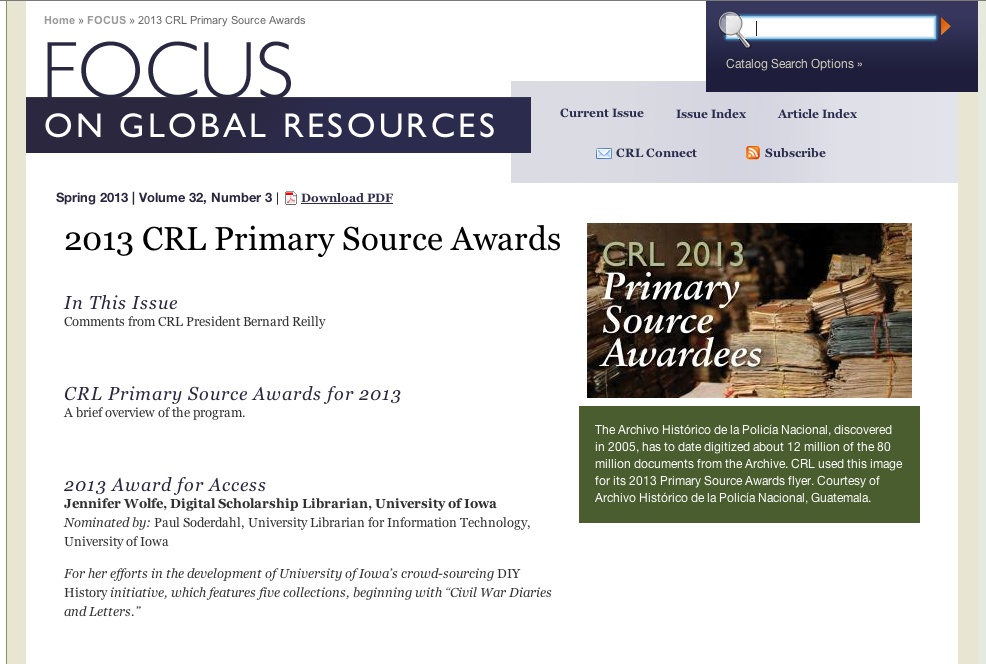 Home » FOCUS » 2013 CRL Primary Source Awards
FOCUS
ON GLOBAL RESOURCES
Catalog Search Options »
Current Issue
Issue Index
Article Index
CRL Connect
Subscribe
Spring 2013 | Volume 32, Number 3 | Download PDF
2013 CRL Primary Source Awards
In This Issue
Comments from CRL President Bernard Reilly
CRL Primary Source Awards for 2013
A brief overview of the program.
2013 Award for Access
Jennifer Wolfe, Digital Scholarship Librarian, University of Iowa
Nominated by: Paul Soderdahl, University Librarian for Information Technology,
University of Iowa
For her efforts in the development of University of Iowa's crowd-sourcing DIY
History initiative, which features five collections, beginning with “Civil War Diaries
and Letters.”
CRL 2013
Primary
Source
Awardees
The Archivo Histórico de la Policía Nacional, discovered
in 2005, has to date digitized about 12 million of the 80
million documents from the Archive. CRL used this image
for its 2013 Primary Source Awards flyer. Courtesy of
Archivo Histórico de la Policía Nacional, Guatemala.